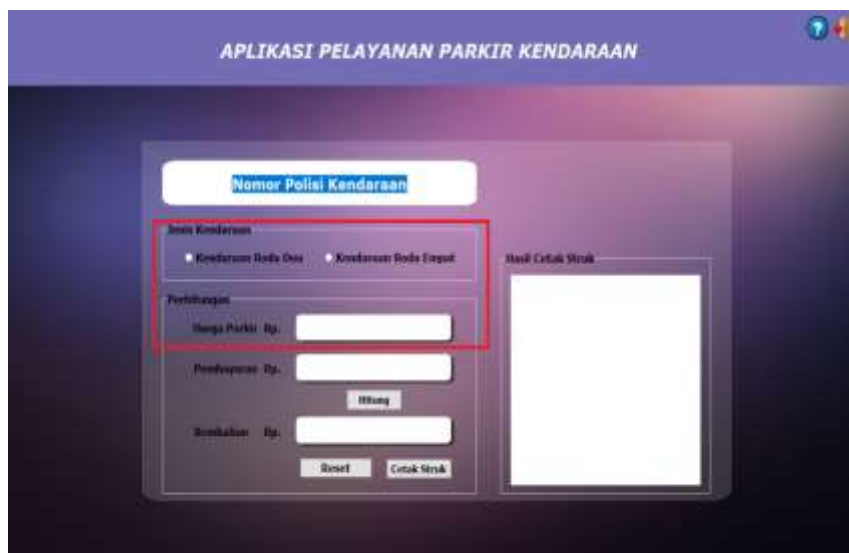 ?
APLIKASI PELAYANAN PARKIR KENDARAAN
Nomor Polisi Kendaraan
Jenis Kendaraan
Kendaraan Roda Dua
Kendaraan Roda Empat
Perhitungan
Harga Parkir Rp.
Pembayaran Rp.
Hitung
Kembalian Rp.
Reset
Cetak Struk
Hasil Cetak Struk